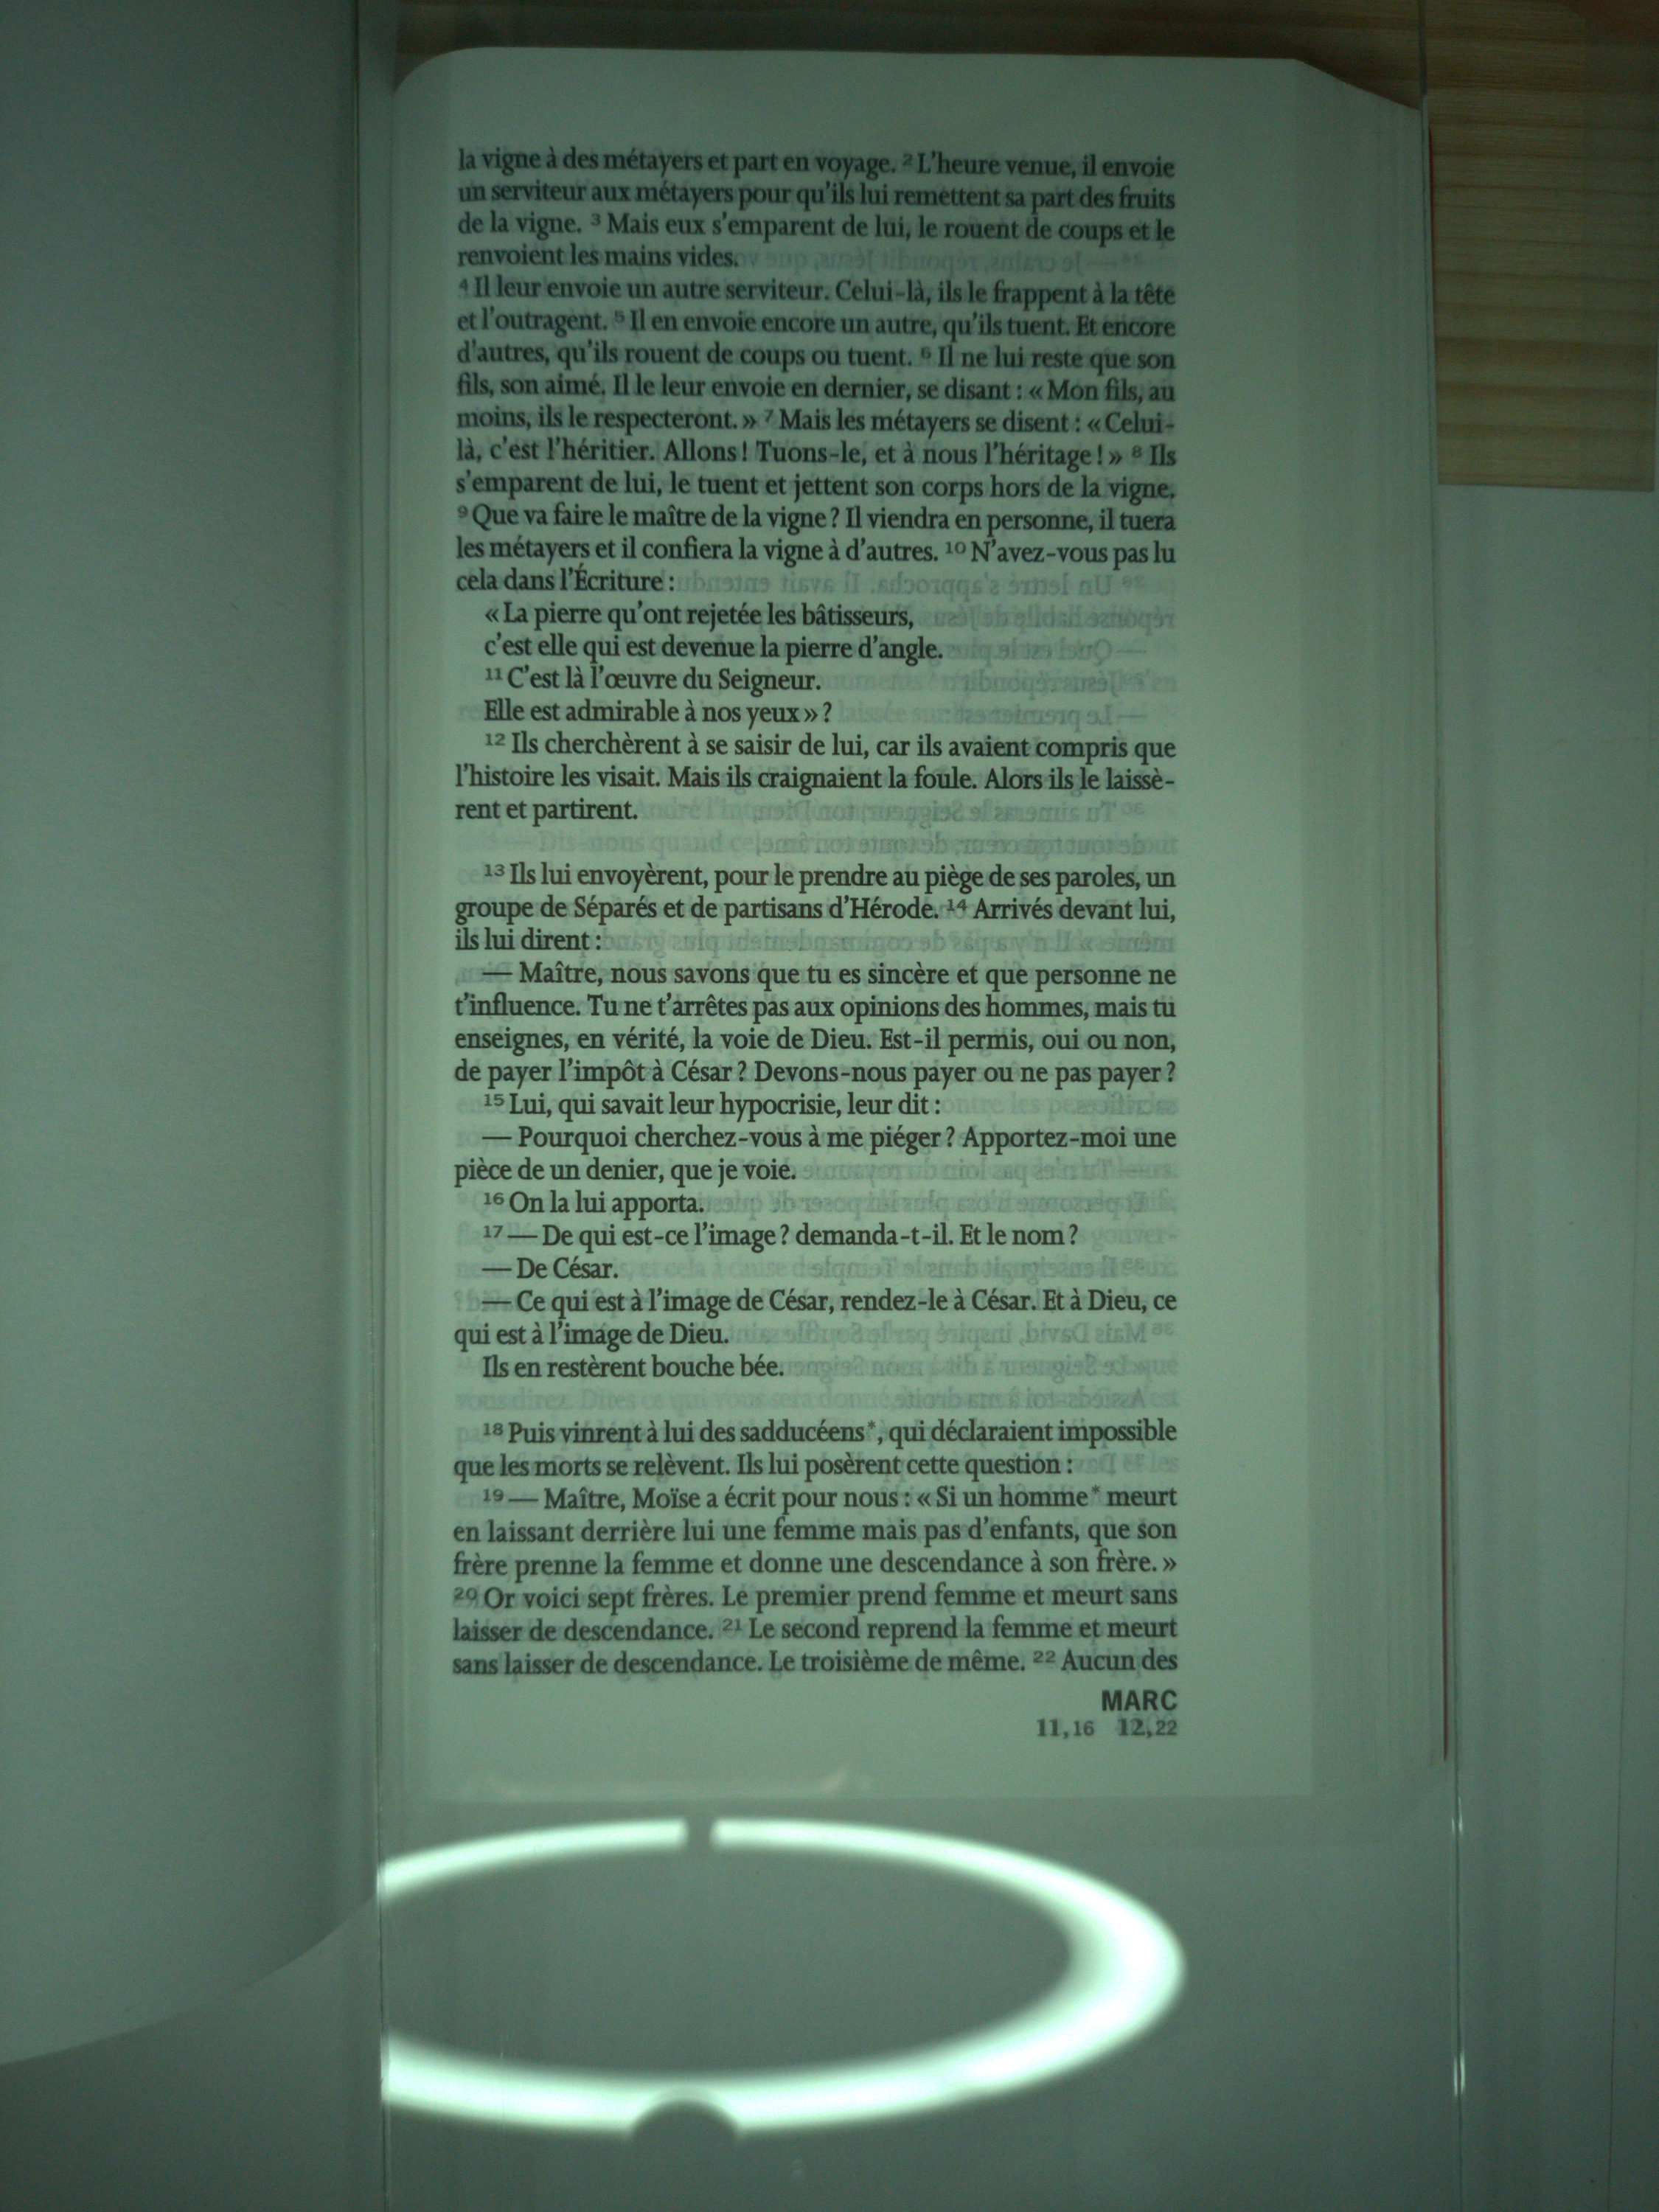 la vigne à des métayers et part en voyage. ² L'heure venue, il envoie
un serviteur aux métayers pour qu'ils lui remettent sa part des fruits
de la vigne. ³ Mais eux s'emparent de lui, le rouent de coups et le
renvoient les mains vides.
⁴ Il leur envoie un autre serviteur. Celui-là, ils le frappent à la tête
et l'outragent. ⁵ Il en envoie encore un autre, qu'ils tuent. Et encore
d'autres, qu'ils rouent de coups ou tuent. ⁶ Il ne lui reste que son
fils, son aimé. Il le leur envoie en dernier, se disant : « Mon fils, au
moins, ils le respecteront. » ⁷ Mais les métayers se disent : « Celui-
là, c'est l'héritier. Allons ! Tuons-le, et à nous l'héritage ! » ⁸ Ils
s'emparent de lui, le tuent et jettent son corps hors de la vigne.
⁹ Que va faire le maître de la vigne ? Il viendra en personne, il tuera
les métayers et il confiera la vigne à d'autres. ¹⁰ N'avez-vous pas lu
cela dans l'Écriture :
« La pierre qu'ont rejetée les bâtisseurs,
c'est elle qui est devenue la pierre d'angle.
¹¹ C'est là l'œuvre du Seigneur.
Elle est admirable à nos yeux » ?
¹² Ils cherchèrent à se saisir de lui, car ils avaient compris que
l'histoire les visait. Mais ils craignaient la foule. Alors ils le laissè-
rent et partirent.
¹³ Ils lui envoyèrent, pour le prendre au piège de ses paroles, un
groupe de Séparés et de partisans d'Hérode. ¹⁴ Arrivés devant lui,
ils lui dirent :
— Maître, nous savons que tu es sincère et que personne ne
t'influence. Tu ne t'arrêtes pas aux opinions des hommes, mais tu
enseignes, en vérité, la voie de Dieu. Est-il permis, oui ou non,
de payer l'impôt à César ? Devons-nous payer ou ne pas payer ?
¹⁵ Lui, qui savait leur hypocrisie, leur dit :
— Pourquoi cherchez-vous à me piéger ? Apportez-moi une
pièce de un denier, que je voie.
¹⁶ On la lui apporta.
¹⁷ — De qui est-ce l'image ? demanda-t-il. Et le nom ?
— De César.
— Ce qui est à l'image de César, rendez-le à César. Et à Dieu, ce
qui est à l'image de Dieu.
Ils en restèrent bouche bée.
¹⁸ Puis vinrent à lui des sadducéens*, qui déclaraient impossible
que les morts se relèvent. Ils lui posèrent cette question :
¹⁹ — Maître, Moïse a écrit pour nous : « Si un homme* meurt
en laissant derrière lui une femme mais pas d'enfants, que son
frère prenne la femme et donne une descendance à son frère. »
²⁰ Or voici sept frères. Le premier prend femme et meurt sans
laisser de descendance. ²¹ Le second reprend la femme et meurt
sans laisser de descendance. Le troisième de même. ²² Aucun des
MARC
11,16 12,22